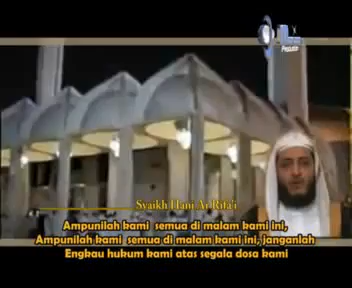 Syaikh Hani Ar Rifa'i
Ampunilah kami semua di malam kami ini,
Ampunilah kami semua di malam kami ini, janganlah
Engkau hukum kami atas segala dosa kami